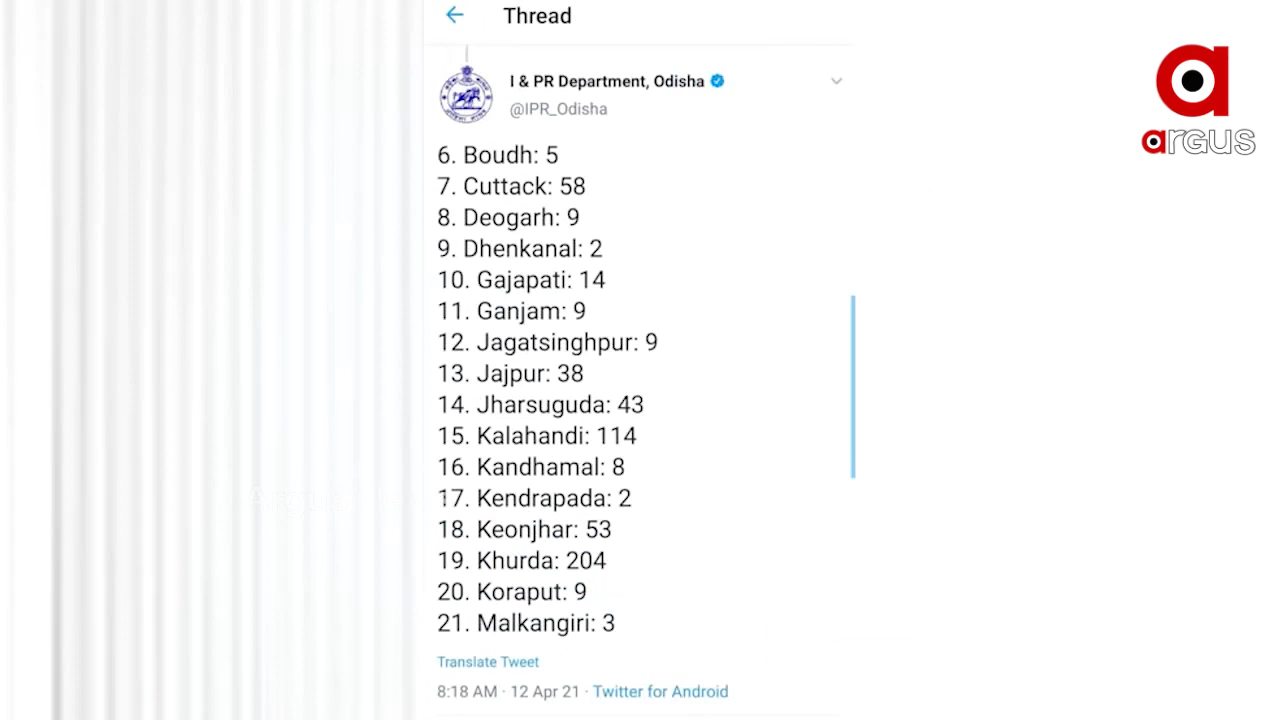 Thread
I & PR Department, Odisha
@IPR_Odisha
6. Boudh: 5
7. Cuttack: 58
8. Deogarh: 9
9. Dhenkanal: 2
10. Gajapati: 14
11. Ganjam: 9
12. Jagatsinghpur: 9
13. Jajpur: 38
14. Jharsuguda: 43
15. Kalahandi: 114
16. Kandhamal: 8
17. Kendrapada: 2
18. Keonjhar: 53
19. Khurda: 204
20. Koraput: 9
21. Malkangiri: 3
Translate Tweet
8:18 AM · 12 Apr 21 · Twitter for Android
a
argus